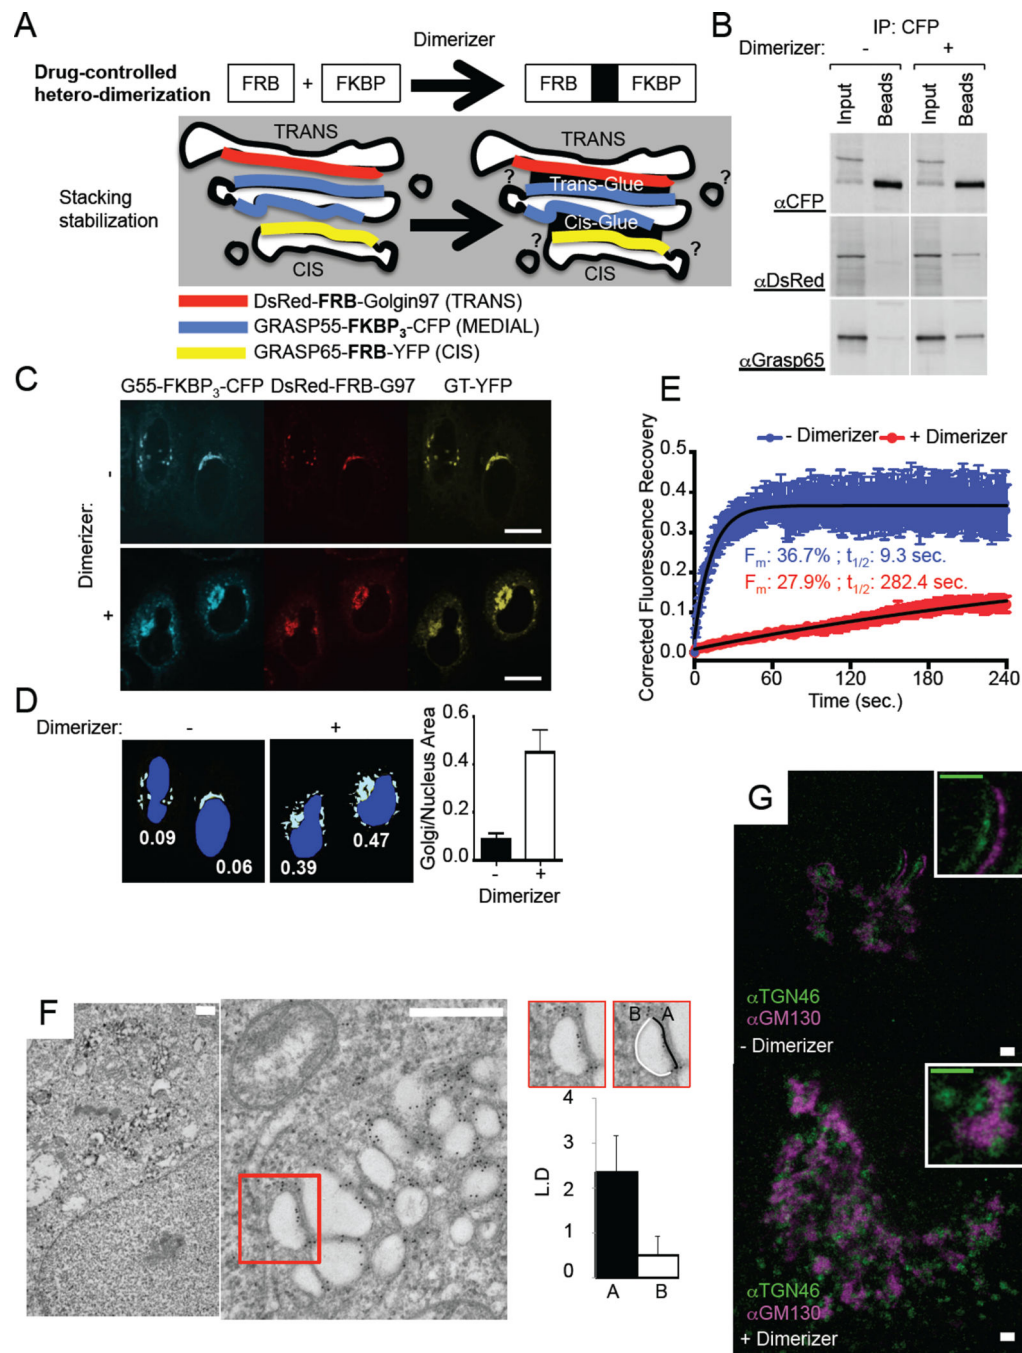 A
Dimerizer
Drug-controlled
hetero-dimerization
FRB + FKBP
FRB FKBP
Stacking
stabilization
TRANS
CIS
TRANS
? ?
Trans-Glue
Cis-Glue
? ?
CIS
DsRed-FRB-Golgin97 (TRANS)
GRASP55-FKBP3-CFP (MEDIAL)
GRASP65-FRB-YFP (CIS)
B
IP: CFP
Dimerizer: - +
Input
Beads
Input
Beads
αCFP
αDsRed
αGrasp65
C
G55-FKBP3-CFP DsRed-FRB-G97 GT-YFP
Dimerizer:
-
+
D
Dimerizer: - +
0.09
0.06
0.39
0.47
Golgi/Nucleus Area
0.6
0.4
0.2
0.0
- +
Dimerizer
E
- Dimerizer + Dimerizer
Corrected Fluorescence Recovery
0.5
0.4
0.3
0.2
0.1
0.0
Fm: 36.7% ; t1/2: 9.3 sec.
Fm: 27.9% ; t1/2: 282.4 sec.
0 60 120 180 240
Time (sec.)
F
B A
L.D
4
3
2
1
0
A B
G
αTGN46
αGM130
- Dimerizer
αTGN46
αGM130
+ Dimerizer